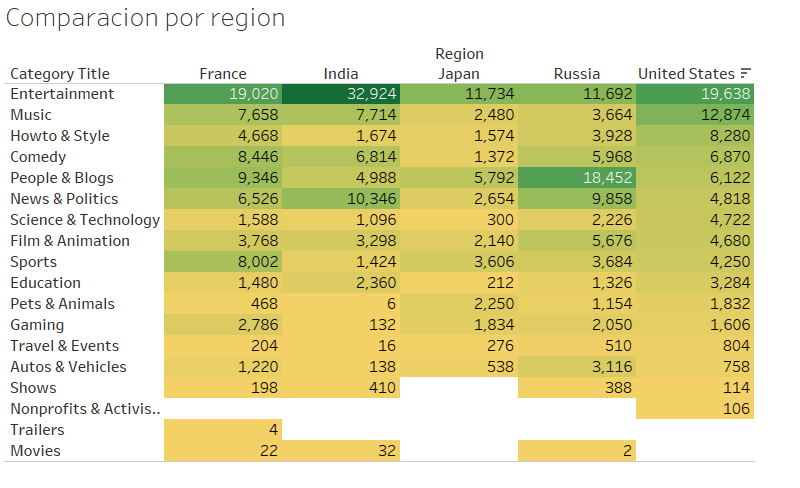 Comparacion por region
Region
Category Title France India Japan Russia United States
Entertainment 19,020 32,924 11,734 11,692 19,638
Music 7,658 7,714 2,480 3,664 12,874
Howto & Style 4,668 1,674 1,574 3,928 8,280
Comedy 8,446 6,814 1,372 5,968 6,870
People & Blogs 9,346 4,988 5,792 18,452 6,122
News & Politics 6,526 10,346 2,654 9,858 4,818
Science & Technology 1,588 1,096 300 2,226 4,722
Film & Animation 3,768 3,298 2,140 5,676 4,680
Sports 8,002 1,424 3,606 3,684 4,250
Education 1,480 2,360 212 1,326 3,284
Pets & Animals 468 6 2,250 1,154 1,832
Gaming 2,786 132 1,834 2,050 1,606
Travel & Events 204 16 276 510 804
Autos & Vehicles 1,220 138 538 3,116 758
Shows 198 410 388 114
Nonprofits & Activis.. 106
Trailers 4
Movies 22 32 2